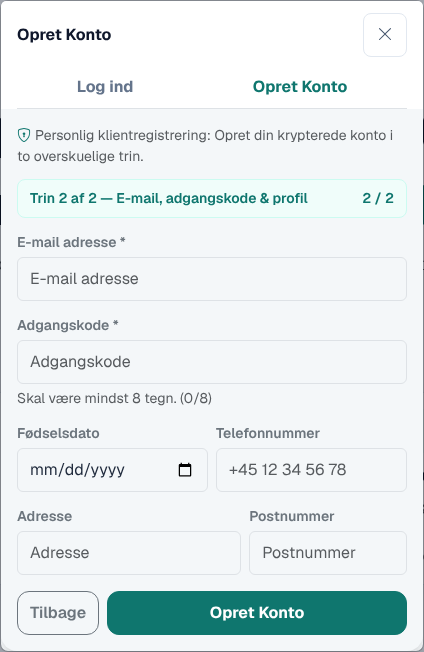 Opret Konto
Log ind
Opret Konto
Personlig klientregistrering: Opret din krypterede konto i
to overskuelige trin.
Trin 2 af 2 — E-mail, adgangskode & profil
2 / 2
E-mail adresse *
E-mail adresse
Adgangskode *
Adgangskode
Skal være mindst 8 tegn. (0/8)
Fødselsdato
Telefonnummer
mm/dd/yyyy
+45 12 34 56 78
Adresse
Postnummer
Adresse
Postnummer
Tilbage
Opret Konto